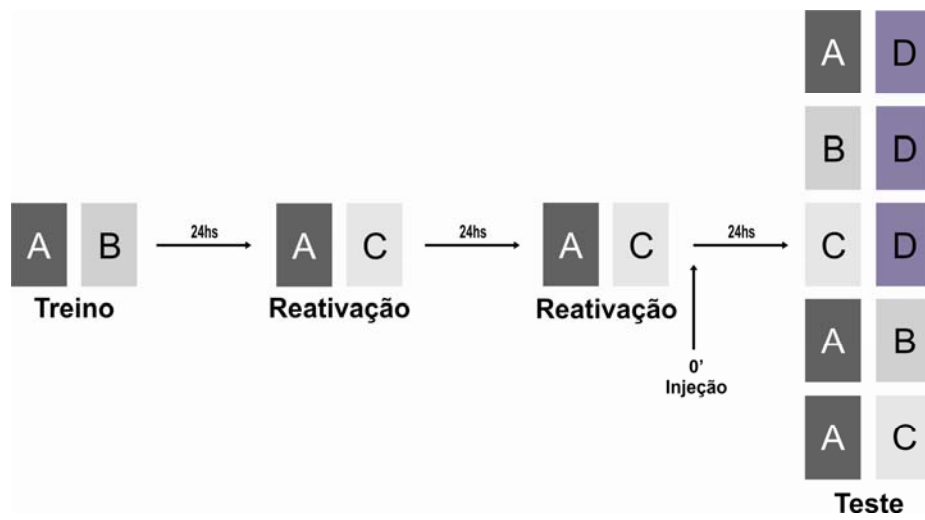 A D
B D
24hs
24hs
24hs
A B
A C
A C
C D
Treino
Reativação
Reativação
0'
Injeção
A B
A C
Teste